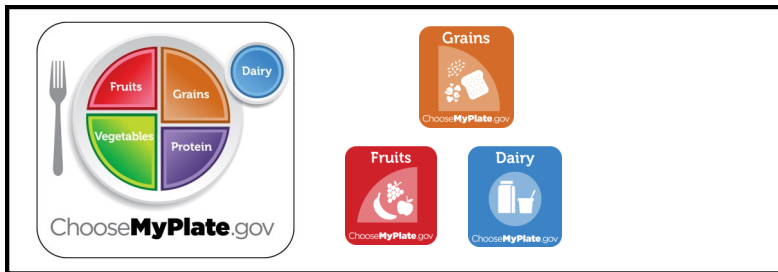 Dairy
Fruits
Grains
Vegetables
Protein
ChooseMyPlate.gov
Grains
ChooseMyPlate.gov
Fruits
ChooseMyPlate.gov
Dairy
ChooseMyPlate.gov